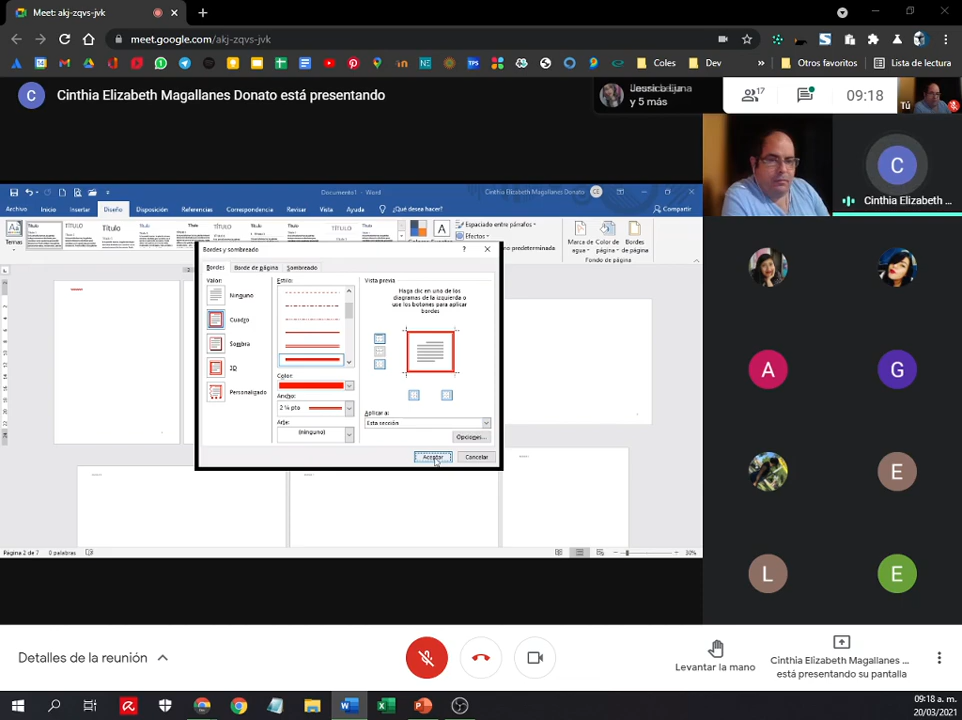 Meet: akj-zqvs-jvk
meet.google.com/akj-zqvs-jvk
Coles
Dev
»
Otros favoritos
Lista de lectura
C
Cinthia Elizabeth Magallanes Donato está presentando
y 5 más
17
09:18
Tú
C
Cinthia Elizabeth ...
Documento1 - Word
Cinthia Elizabeth Magallanes Donato
CE
Archivo
Inicio
Insertar
Diseño
Disposición
Referencias
Correspondencia
Revisar
Vista
Ayuda
¿Qué desea hacer?
Compartir
Temas
TÍTULO
Título
Espaciado entre párrafos
Efectos
predeterminado
Marca de agua
Color de página
Bordes de página
Fondo de página
Bordes y sombreado
?
Bordes
Borde de página
Sombreado
Valor:
Ninguno
Cuadro
Sombra
3D
Personalizado
Estilo:
Color:
Ancho:
2 ¼ pto
Arte:
(ninguno)
Vista previa
Haga clic en uno de los
diagramas de la izquierda o
use los botones para aplicar
bordes
Aplicar a:
Esta sección
Opciones...
Aceptar
Cancelar
Página 2 de 7
0 palabras
30%
A
G
E
L
E
Detalles de la reunión
Levantar la mano
Cinthia Elizabeth Magallanes ...
está presentando su pantalla
09:18 a. m.
20/03/2021